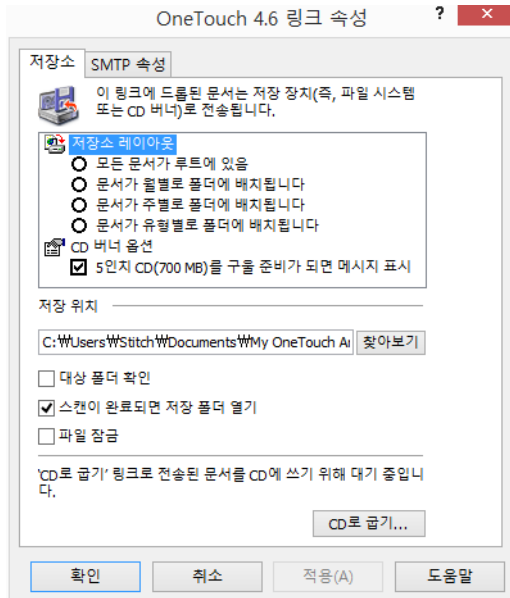 OneTouch 4.6 링크 속성
저장소
SMTP 속성
이 링크에 드롭된 문서는 저장 장치(즉, 파일 시스템
또는 CD 버너)로 전송됩니다.
저장소 레이아웃
모든 문서가 루트에 있음
문서가 월별로 폴더에 배치됩니다
문서가 주별로 폴더에 배치됩니다
문서가 유형별로 폴더에 배치됩니다
CD 버너 옵션
5인치 CD(700 MB)를 구울 준비가 되면 메시지 표시
저장 위치
C:₩Users₩Stitch₩Documents₩My OneTouch
찾아보기
대상 폴더 확인
스캔이 완료되면 저장 폴더 열기
파일 잠금
'CD로 굽기' 링크로 전송된 문서를 CD에 쓰기 위해 대기 중입니
다.
CD로 굽기...
확인
취소
적용(A)
도움말